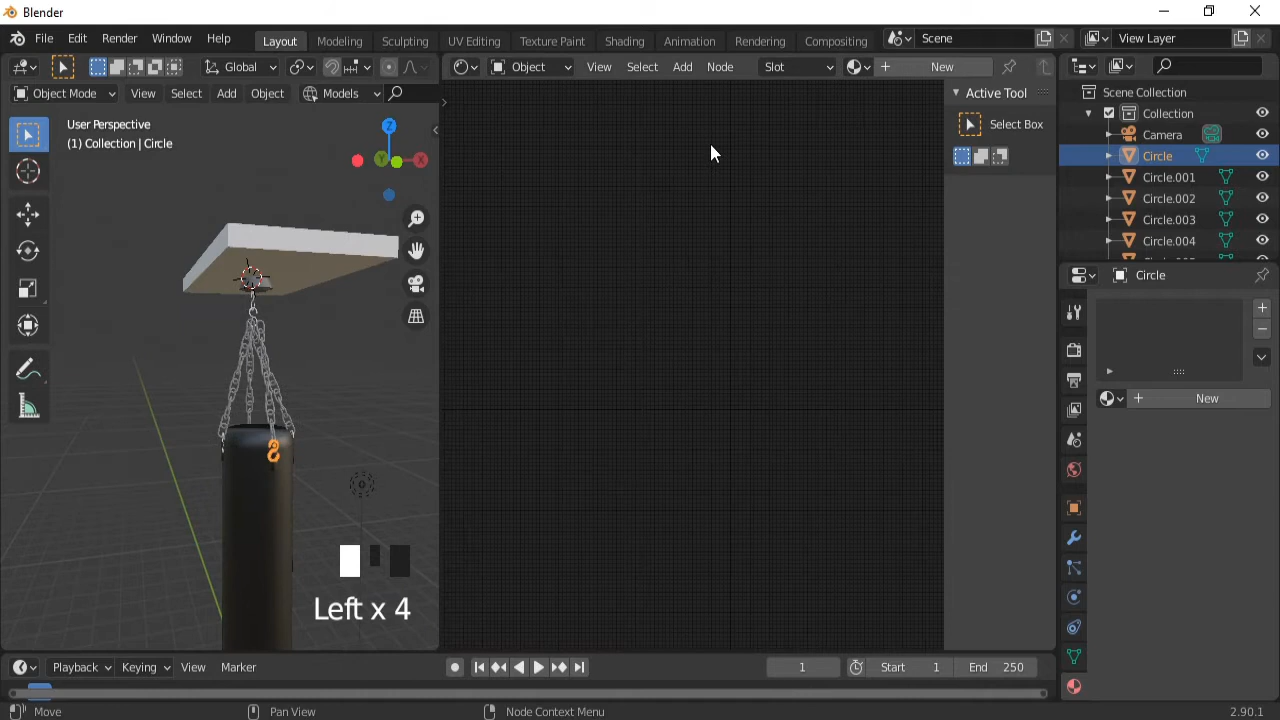 Blender
File Edit Render Window Help Layout Modeling Sculpting UV Editing Texture Paint Shading Animation Rendering Compositing Scene View Layer
Global Object View Select Add Node Slot New
Object Mode View Select Add Object Models Active Tool Scene Collection
User Perspective Select Box Collection
(1) Collection | Circle Camera
Circle
Circle.001
Circle.002
Circle.003
Circle.004
Circle
New
Left x 4
Playback Keying View Marker 1 Start 1 End 250
Move Pan View Node Context Menu 2.90.1